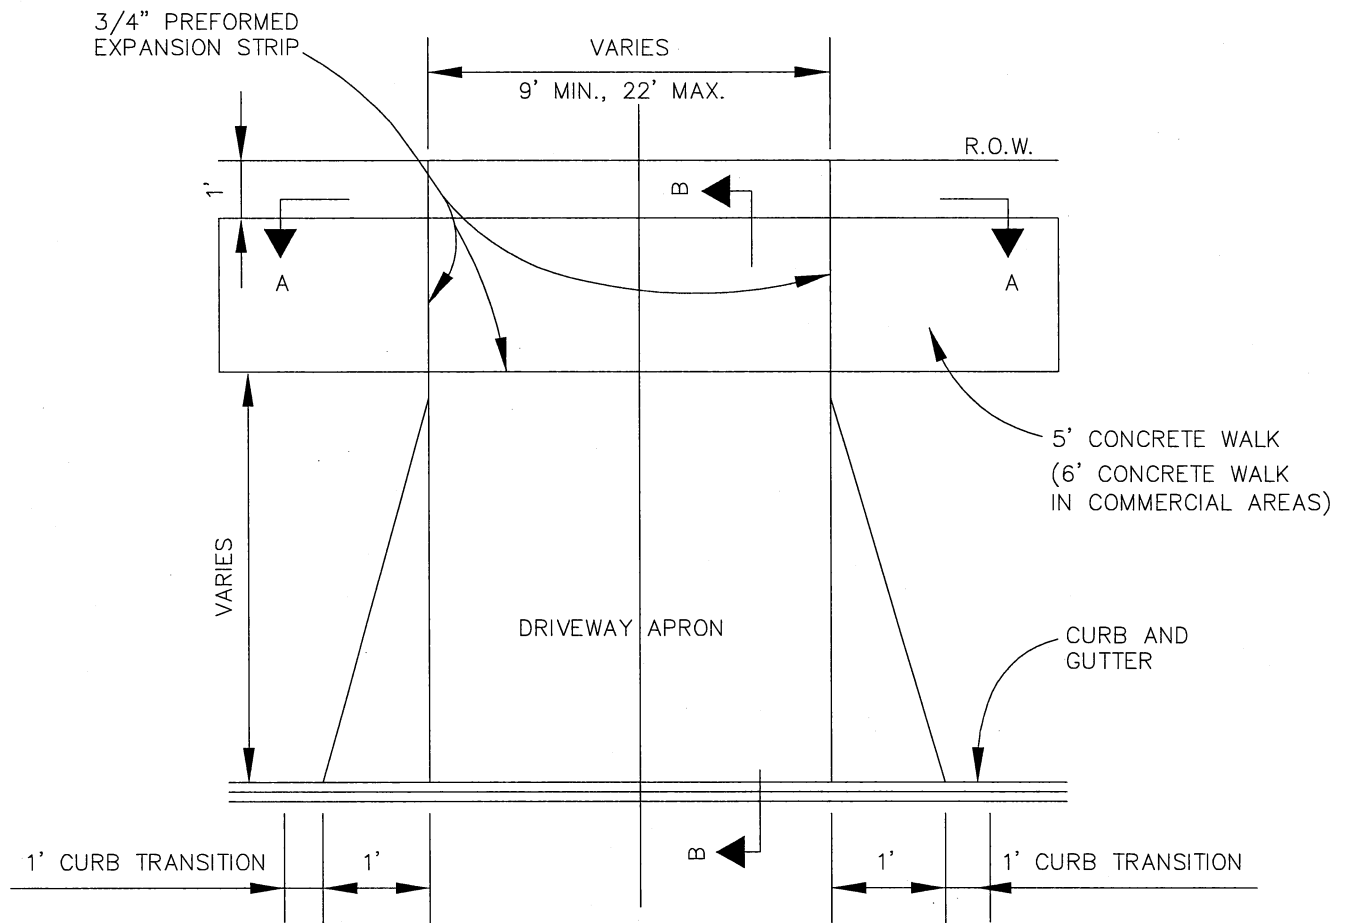 3/4" PREFORMED
EXPANSION STRIP
VARIES
9' MIN., 22' MAX.
R.O.W.
1'
B
A
A
5' CONCRETE WALK
(6' CONCRETE WALK
IN COMMERCIAL AREAS)
VARIES
DRIVEWAY APRON
CURB AND
GUTTER
B
1' CURB TRANSITION
1'
1'
1' CURB TRANSITION